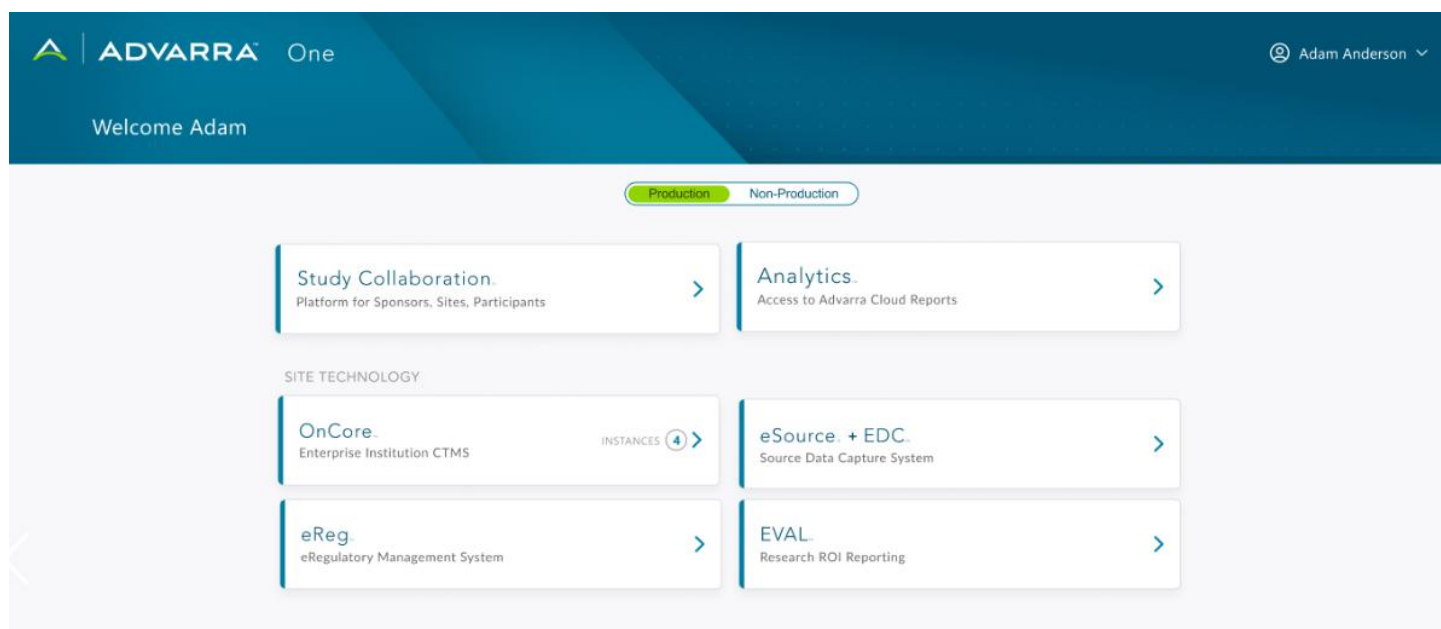 ADVARRA™ One
Adam Anderson
Welcome Adam
Production Non-Production
Study Collaboration
Platform for Sponsors, Sites, Participants
Analytics
Access to Advarra Cloud Reports
SITE TECHNOLOGY
OnCore
Enterprise Institution CTMS
INSTANCES 4
eSource + EDC
Source Data Capture System
eReg
eRegulatory Management System
EVAL
Research ROI Reporting